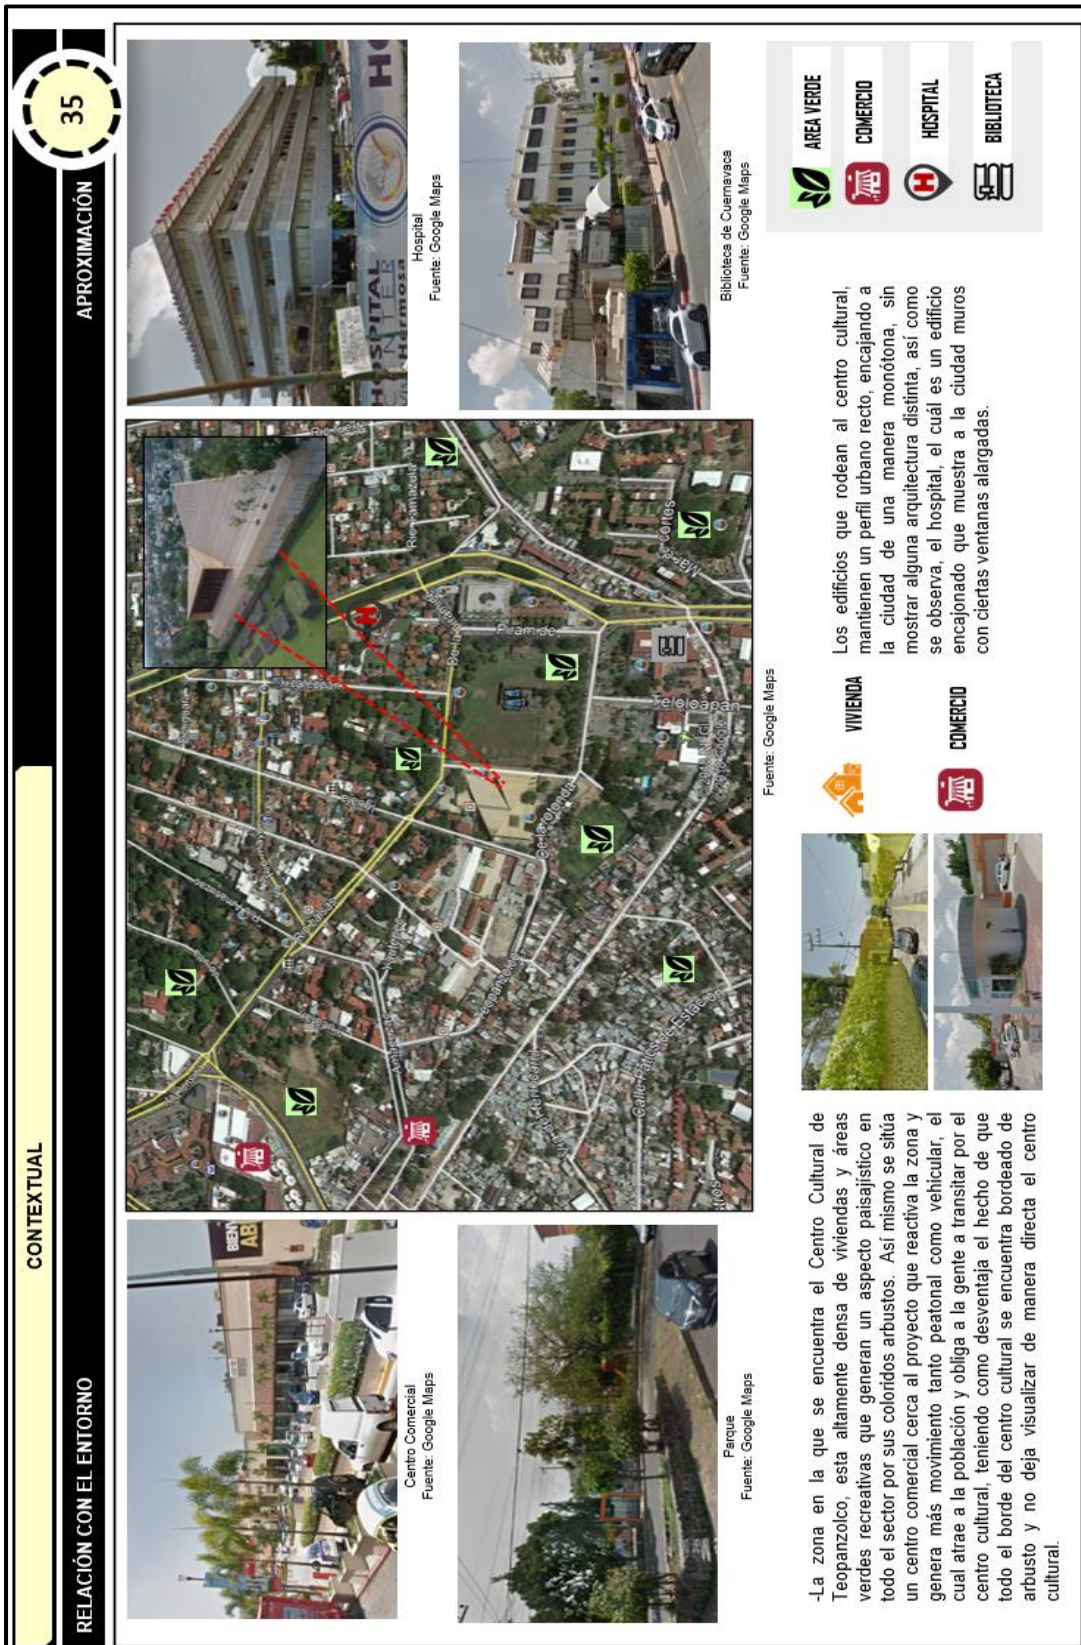 CONTEXTUAL
RELACIÓN CON EL ENTORNO
APROXIMACIÓN
35
BIEN
AB
Centro Comercial
Fuente: Google Maps
Parque
Fuente: Google Maps
Teloloapan
De la rotonda
Teopanzolco
Fuente: Google Maps
HOSPITAL
Hospital
Fuente: Google Maps
Biblioteca de Cuernavaca
Fuente: Google Maps
-La zona en la que se encuentra el Centro Cultural de
Teopanzolco, esta altamente densa de viviendas y áreas
verdes recreativas que generan un aspecto paisajístico en
todo el sector por sus coloridos arbustos. Así mismo se sitúa
un centro comercial cerca al proyecto que reactiva la zona y
genera más movimiento tanto peatonal como vehicular, el
cual atrae a la población y obliga a la gente a transitar por el
centro cultural, teniendo como desventaja el hecho de que
todo el borde del centro cultural se encuentra bordeado de
arbusto y no deja visualizar de manera directa el centro
cultural.
VIVIENDA
COMERCIO
Los edificios que rodean al centro cultural,
mantienen un perfil urbano recto, encajando a
la ciudad de una manera monótona, sin
mostrar alguna arquitectura distinta, así como
se observa, el hospital, el cuál es un edificio
encajonado que muestra a la ciudad muros
con ciertas ventanas alargadas.
AREA VERDE
COMERCIO
H
HOSPITAL
BIBLIOTECA